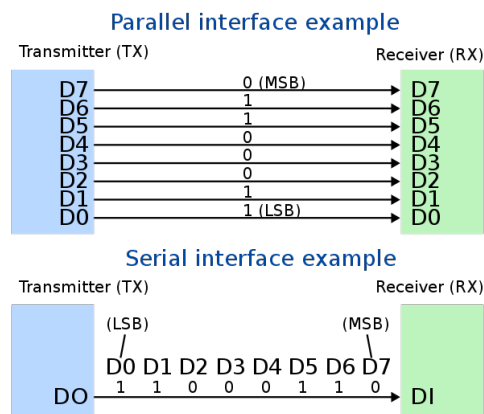 Parallel interface example
Transmitter (TX) Receiver (RX)
D7 0 (MSB) D7
D6 1 D6
D5 1 D5
D4 0 D4
D3 0 D3
D2 0 D2
D1 1 D1
D0 1 (LSB) D0
Serial interface example
Transmitter (TX) Receiver (RX)
(LSB) (MSB)
D0 D1 D2 D3 D4 D5 D6 D7
DO 1 1 0 0 0 1 1 0 DI